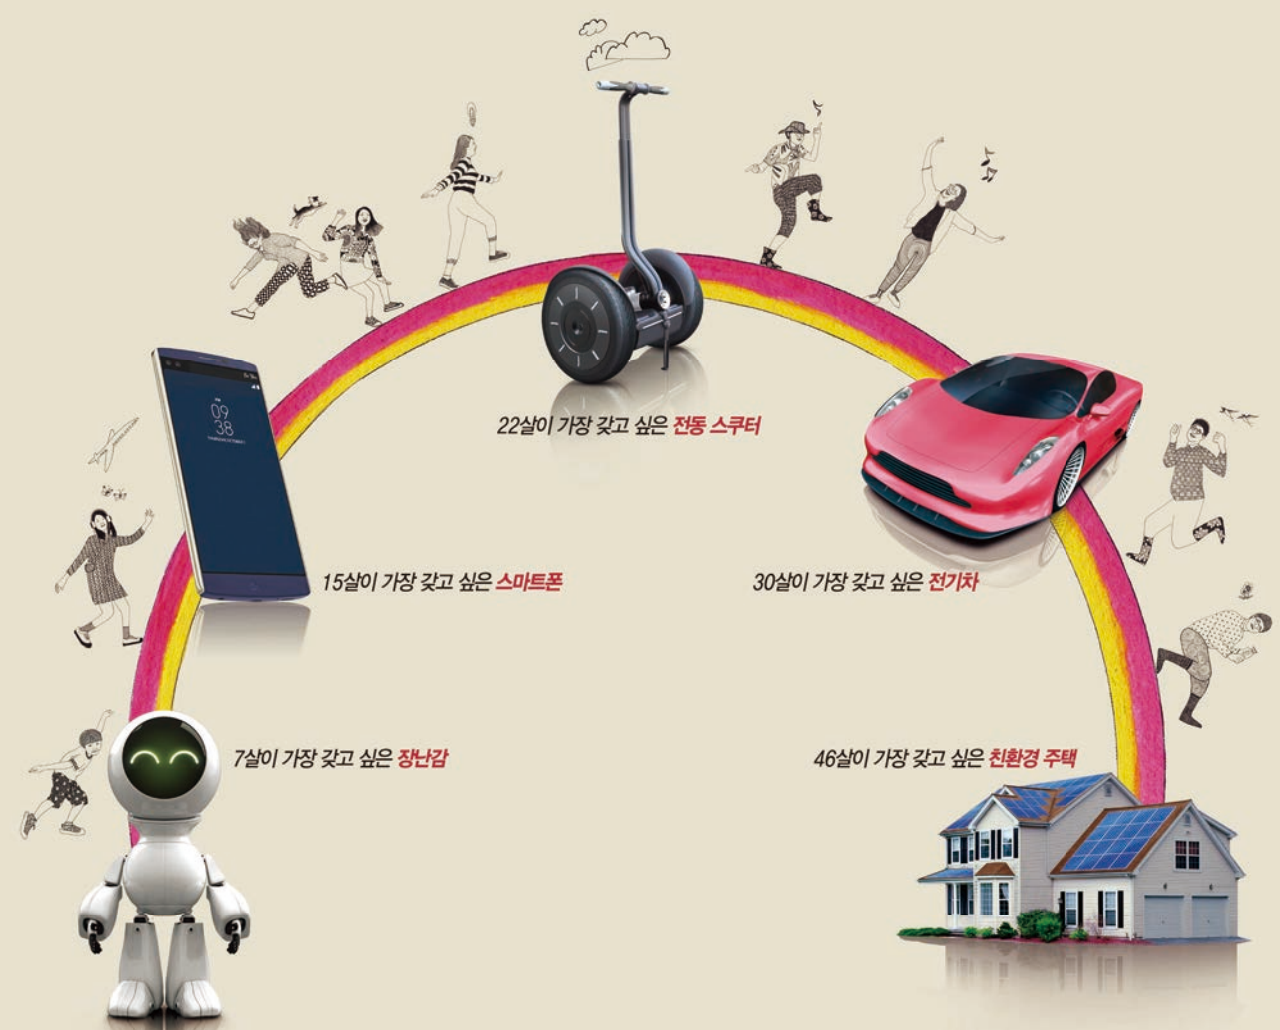 22살이 가장 갖고 싶은 전동 스쿠터
09
38
15살이 가장 갖고 싶은 스마트폰
30살이 가장 갖고 싶은 전기차
7살이 가장 갖고 싶은 장난감
46살이 가장 갖고 싶은 친환경 주택